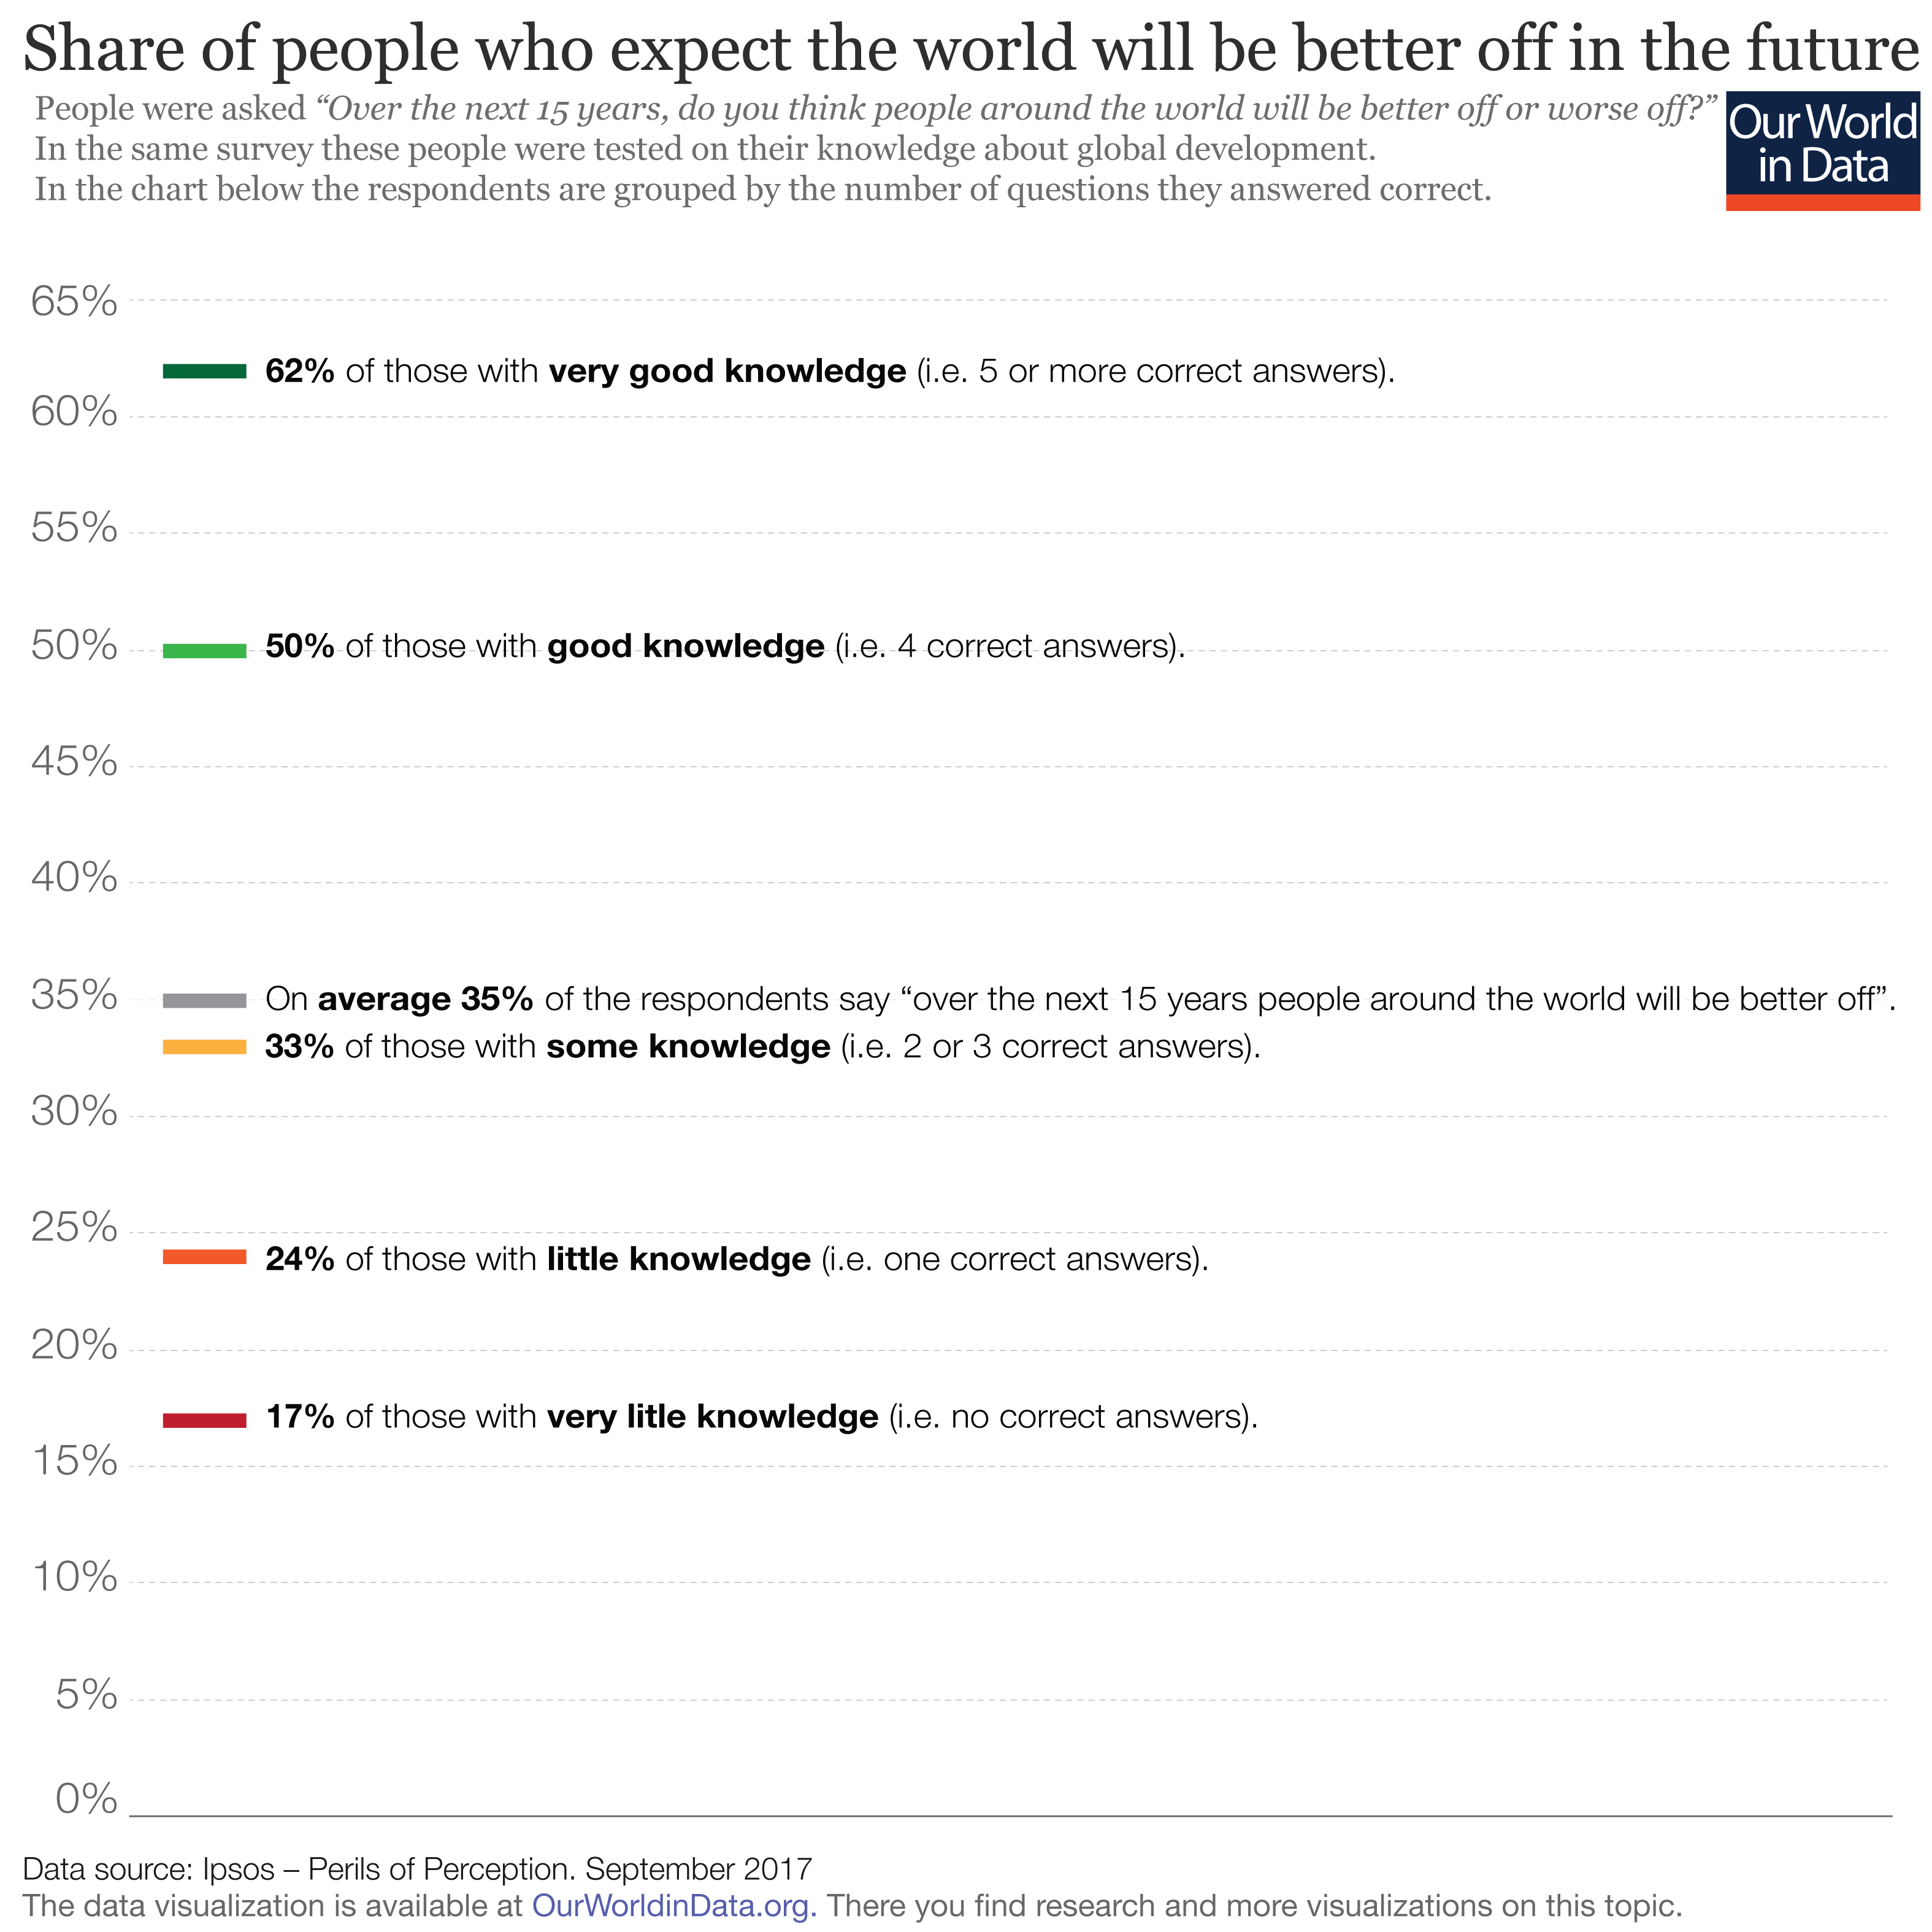 Share of people who expect the world will be better off in the future
People were asked “Over the next 15 years, do you think people around the world will be better off or worse off?”
In the same survey these people were tested on their knowledge about global development.
In the chart below the respondents are grouped by the number of questions they answered correct.
Our World
in Data
65%
62% of those with very good knowledge (i.e. 5 or more correct answers).
60%
55%
50%
50% of those with good knowledge (i.e. 4 correct answers).
45%
40%
35%
On average 35% of the respondents say “over the next 15 years people around the world will be better off”.
33% of those with some knowledge (i.e. 2 or 3 correct answers).
30%
25%
24% of those with little knowledge (i.e. one correct answers).
20%
17% of those with very litle knowledge (i.e. no correct answers).
15%
10%
5%
0%
Data source: Ipsos – Perils of Perception. September 2017
The data visualization is available at OurWorldinData.org. There you find research and more visualizations on this topic.